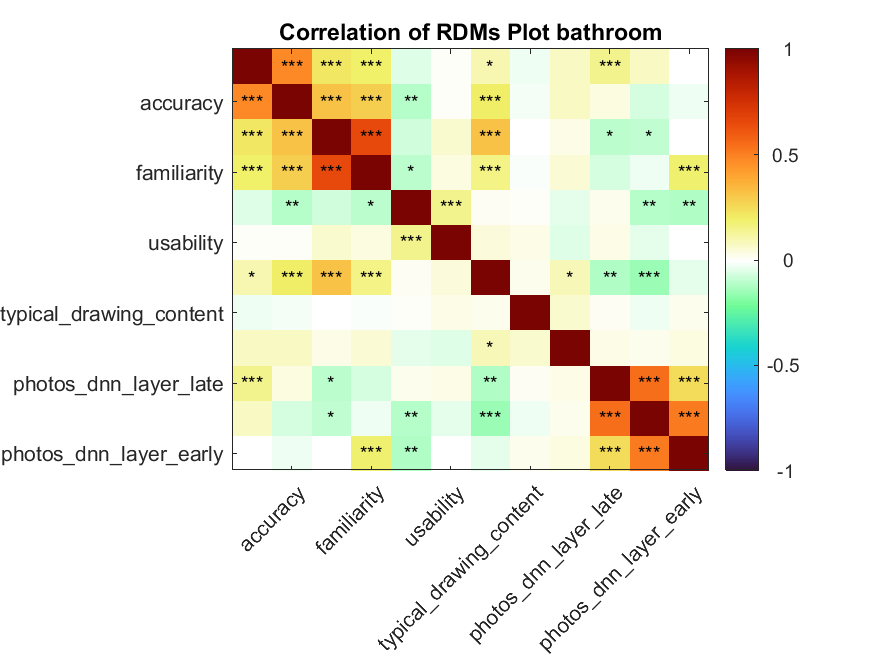 Correlation of RDMs Plot bathroom
*** *** *** * ***
accuracy *** *** *** ** ***
*** *** *** *** * *
familiarity *** *** *** * *** ***
** * *** ** **
usability ***
* *** *** *** * ** ***
typical_drawing_content
*
photos_dnn_layer_late *** * ** *** ***
* ** *** *** ***
photos_dnn_layer_early *** ** *** ***
accuracy
familiarity
usability
typical_drawing_content
photos_dnn_layer_late
photos_dnn_layer_early
1
0.5
0
-0.5
-1